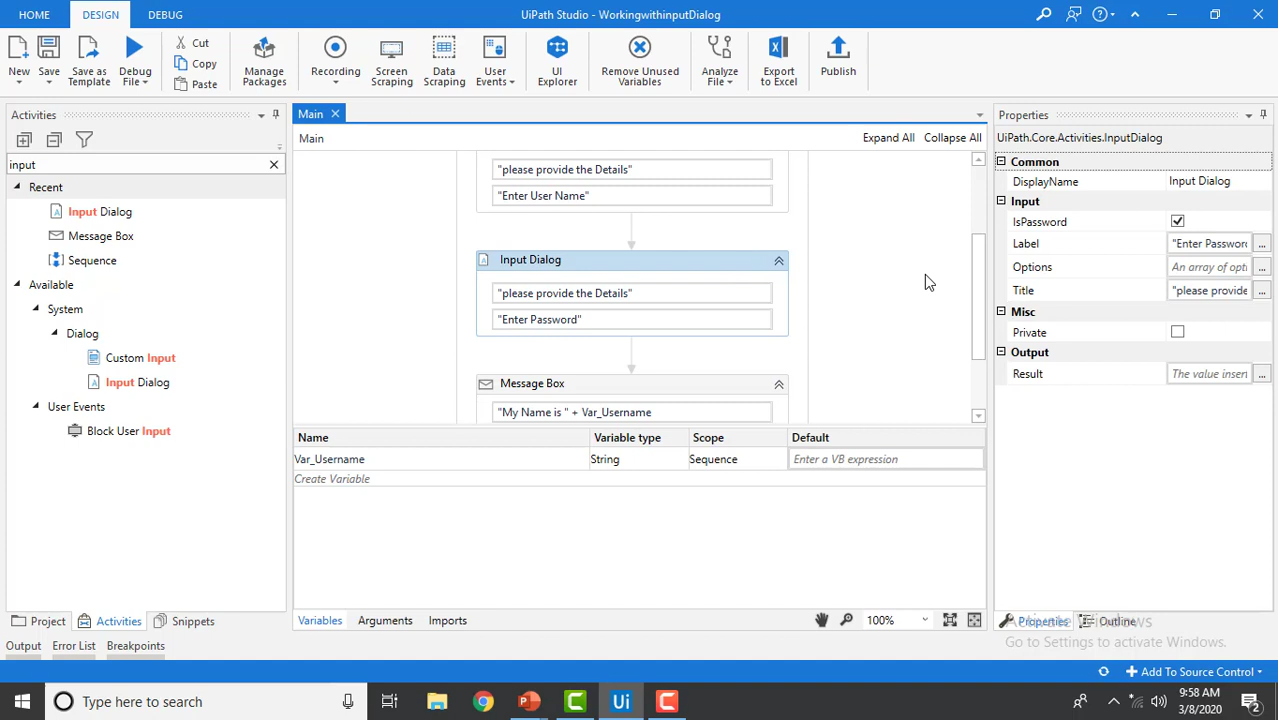 HOME DESIGN DEBUG UiPath Studio - WorkingwithinputDialog
New Save Save as Template Debug File Cut Copy Paste Manage Packages Recording Screen Scraping Data Scraping User Events UI Explorer Remove Unused Variables Analyze File Export to Excel Publish
Activities
input
Recent
Input Dialog
Message Box
Sequence
Available
System
Dialog
Custom Input
Input Dialog
User Events
Block User Input
Project Activities Snippets
Main
Main Expand All Collapse All
"please provide the Details"
"Enter User Name"
Input Dialog
"please provide the Details"
"Enter Password"
Message Box
"My Name is " + Var_Username
Name Variable type Scope Default
Var_Username String Sequence Enter a VB expression
Create Variable
Variables Arguments Imports 100%
Properties
UiPath.Core.Activities.InputDialog
Common
DisplayName Input Dialog
Input
IsPassword
Label "Enter Password ...
Options An array of opti ...
Title "please provide ...
Misc
Private
Output
Result The value insert ...
Properties Outline
Activate Windows
Go to Settings to activate Windows.
Output Error List Breakpoints
Add To Source Control
Type here to search
Ui
9:58 AM
3/8/2020
2